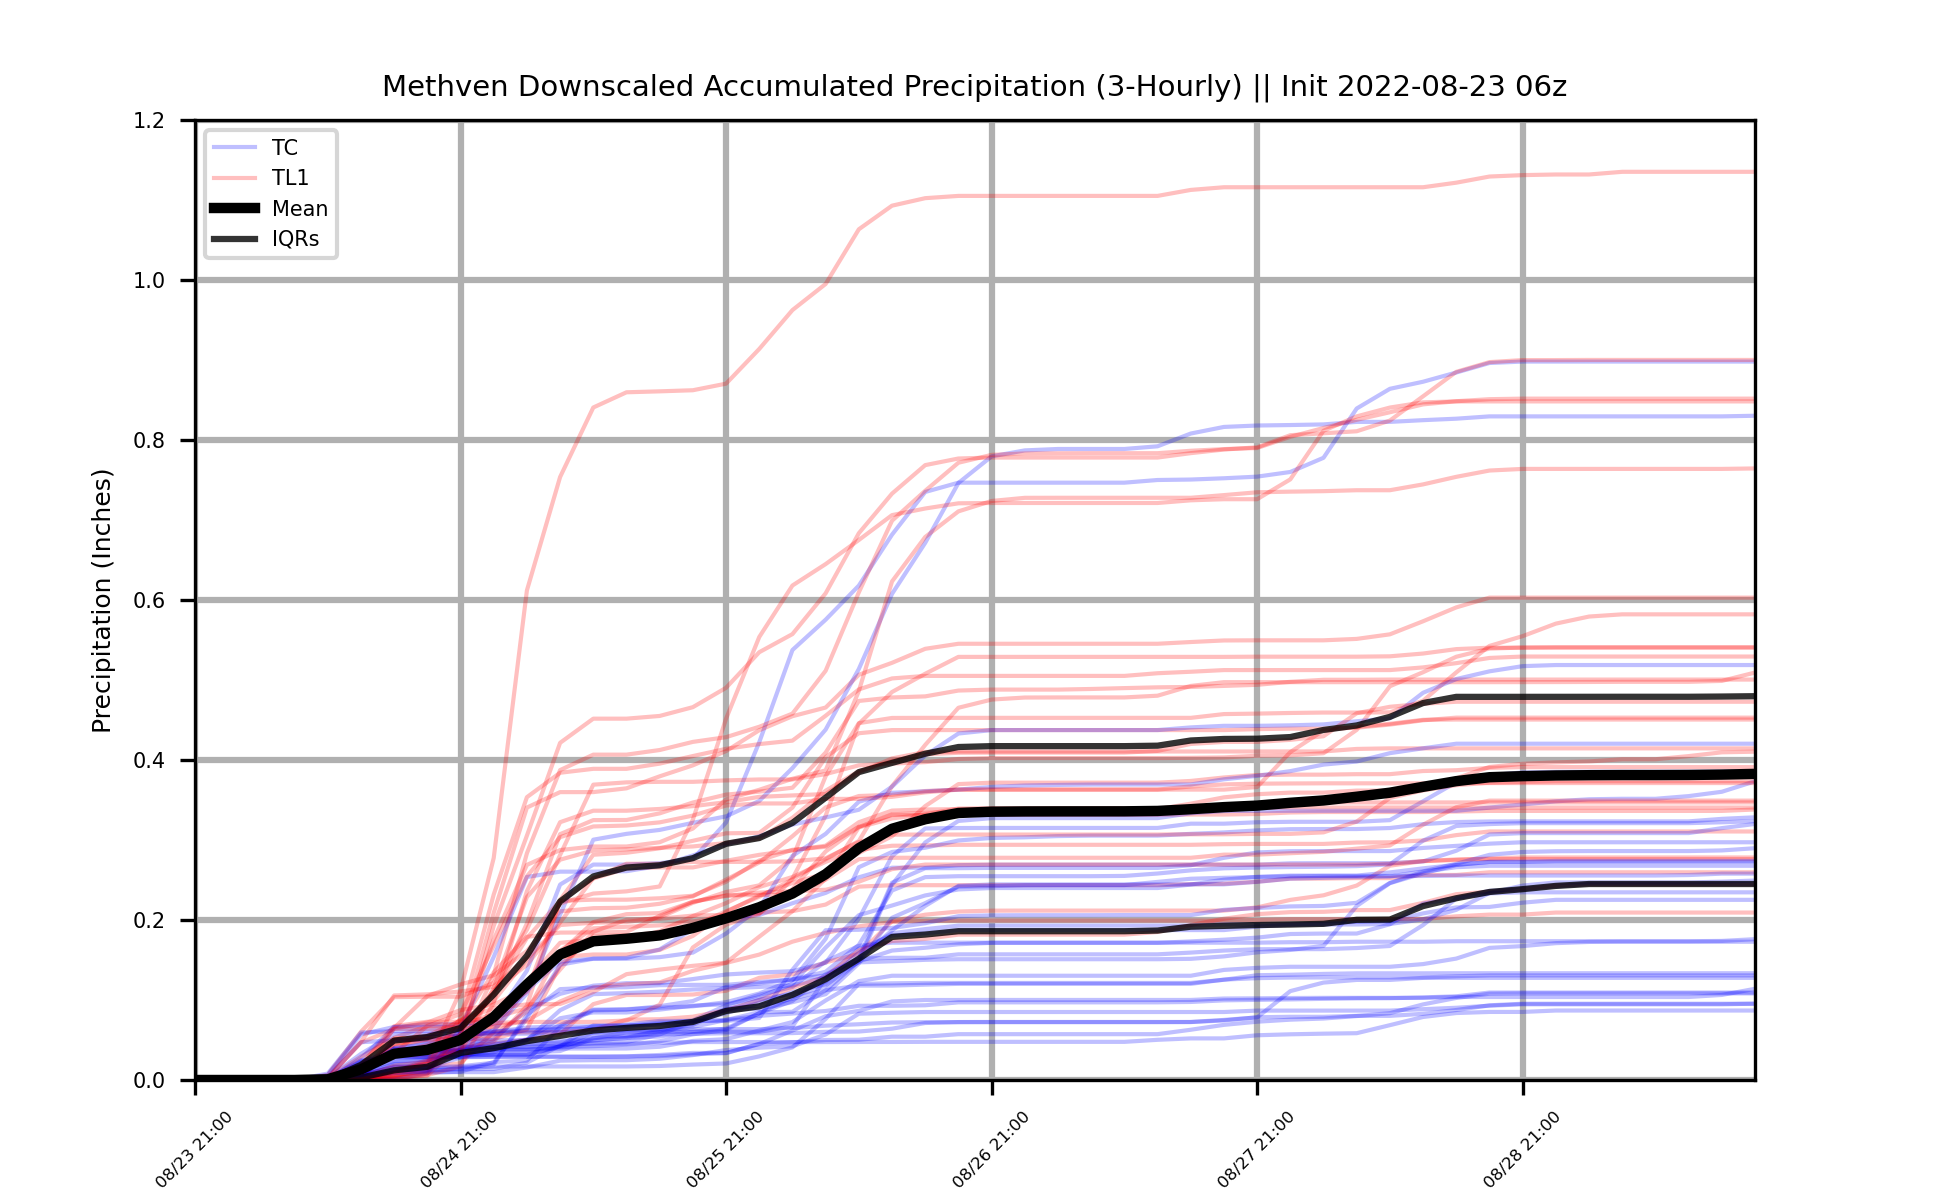 Methven Downscaled Accumulated Precipitation (3-Hourly) || Init 2022-08-23 06z
TC
TL1
Mean
IQRs
Precipitation (Inches)
1.2
1.0
0.8
0.6
0.4
0.2
0.0
08/23 21:00
08/24 21:00
08/25 21:00
08/26 21:00
08/27 21:00
08/28 21:00